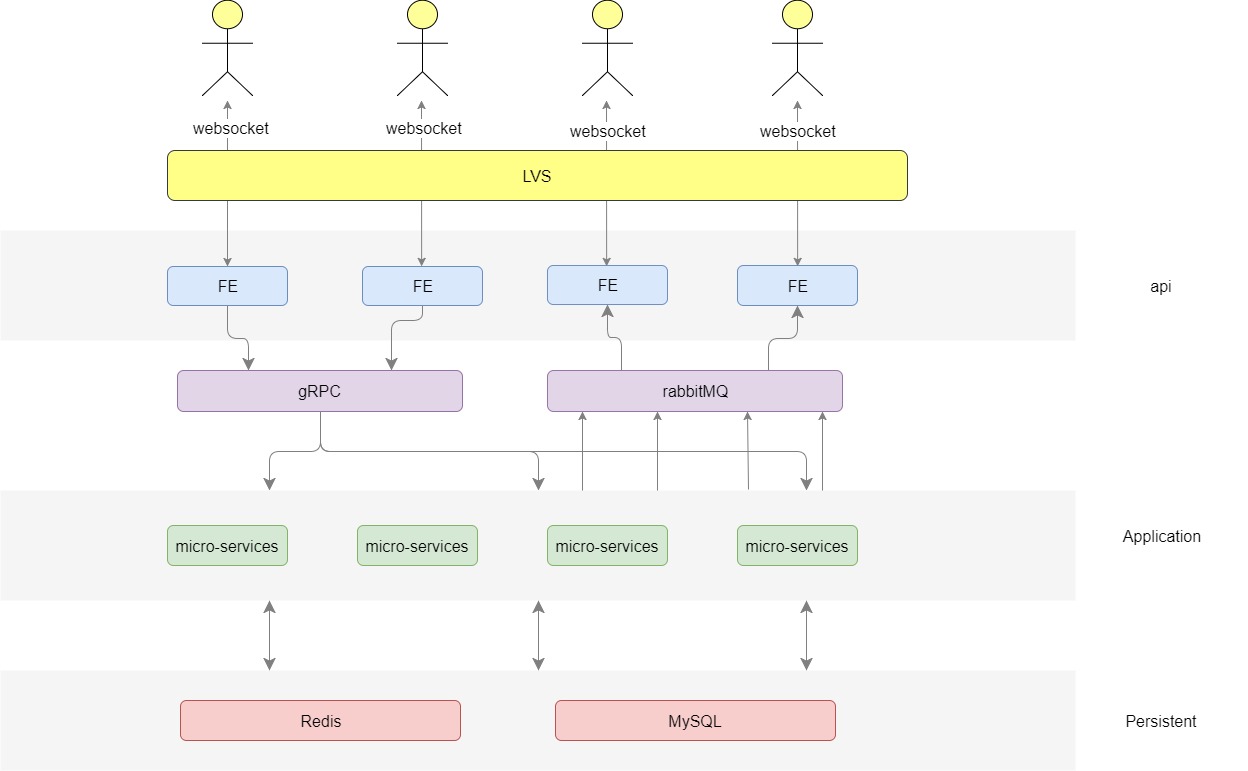 websocket
websocket
websocket
websocket
LVS
FE
FE
FE
FE
api
gRPC
rabbitMQ
micro-services
micro-services
micro-services
micro-services
Application
Redis
MySQL
Persistent